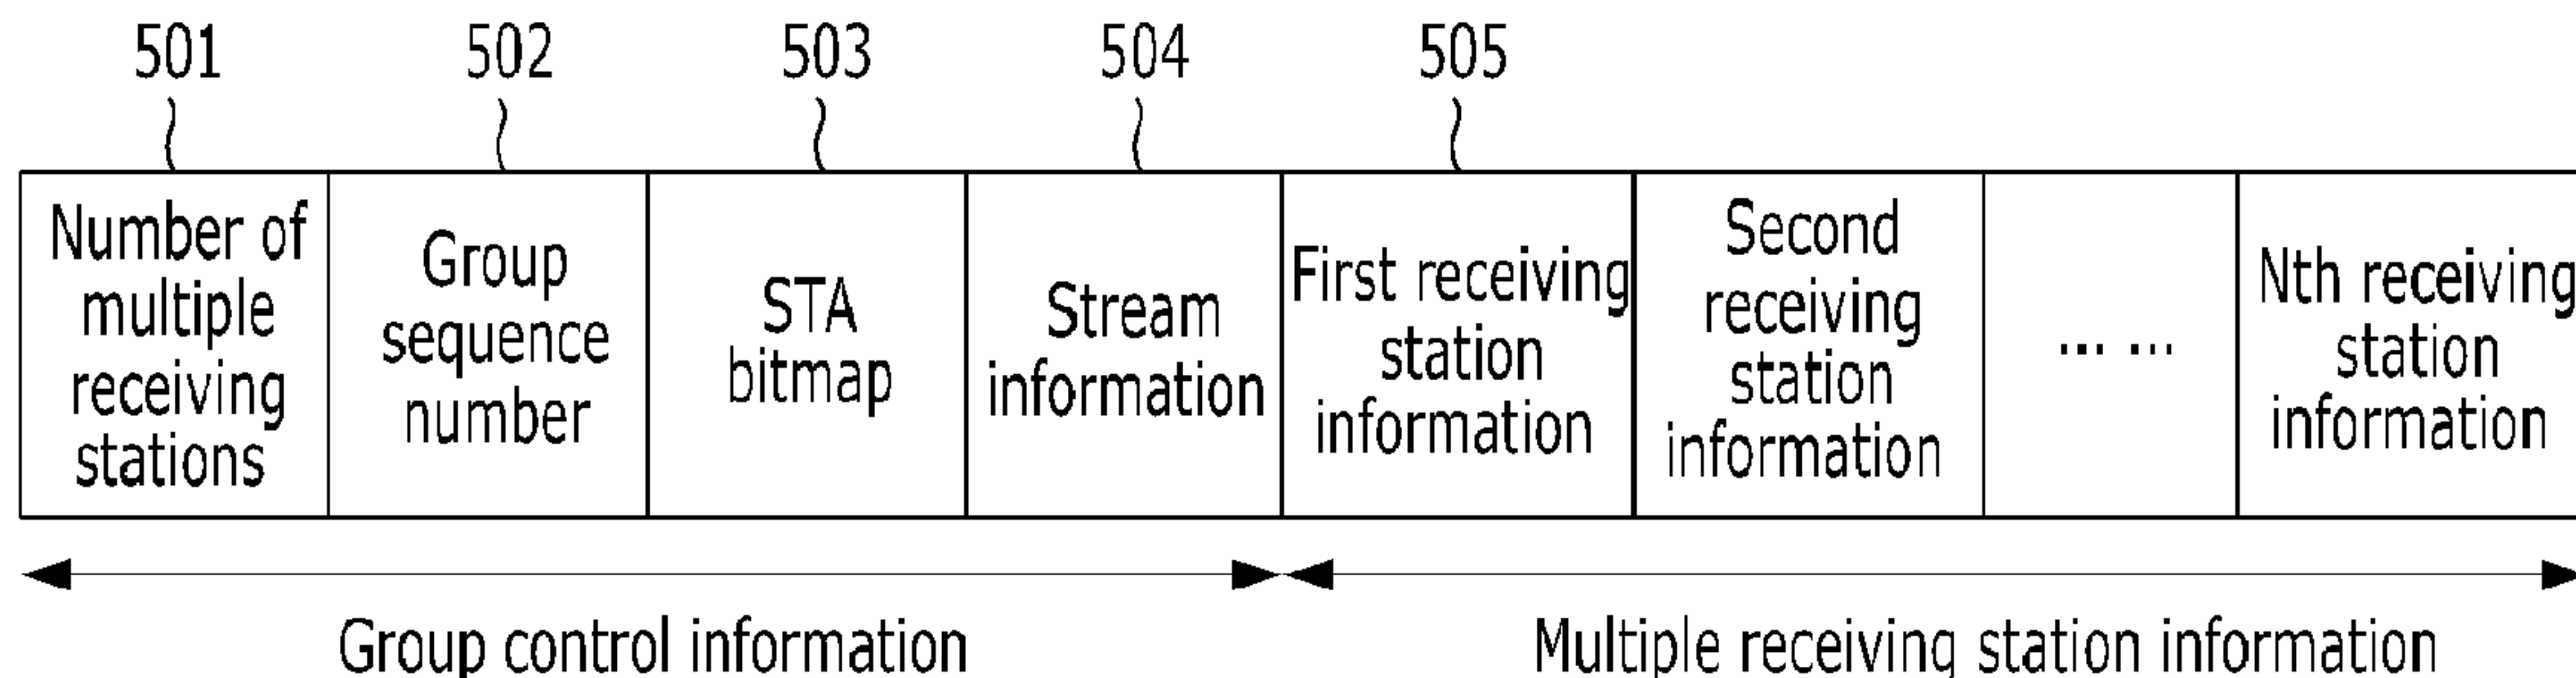 501
502
503
504
505
Number of
multiple
receiving
stations
Group
sequence
number
STA
bitmap
Stream
information
First receiving
station
information
Second
receiving
station
information
... ...
Nth receiving
station
information
Group control information
Multiple receiving station information